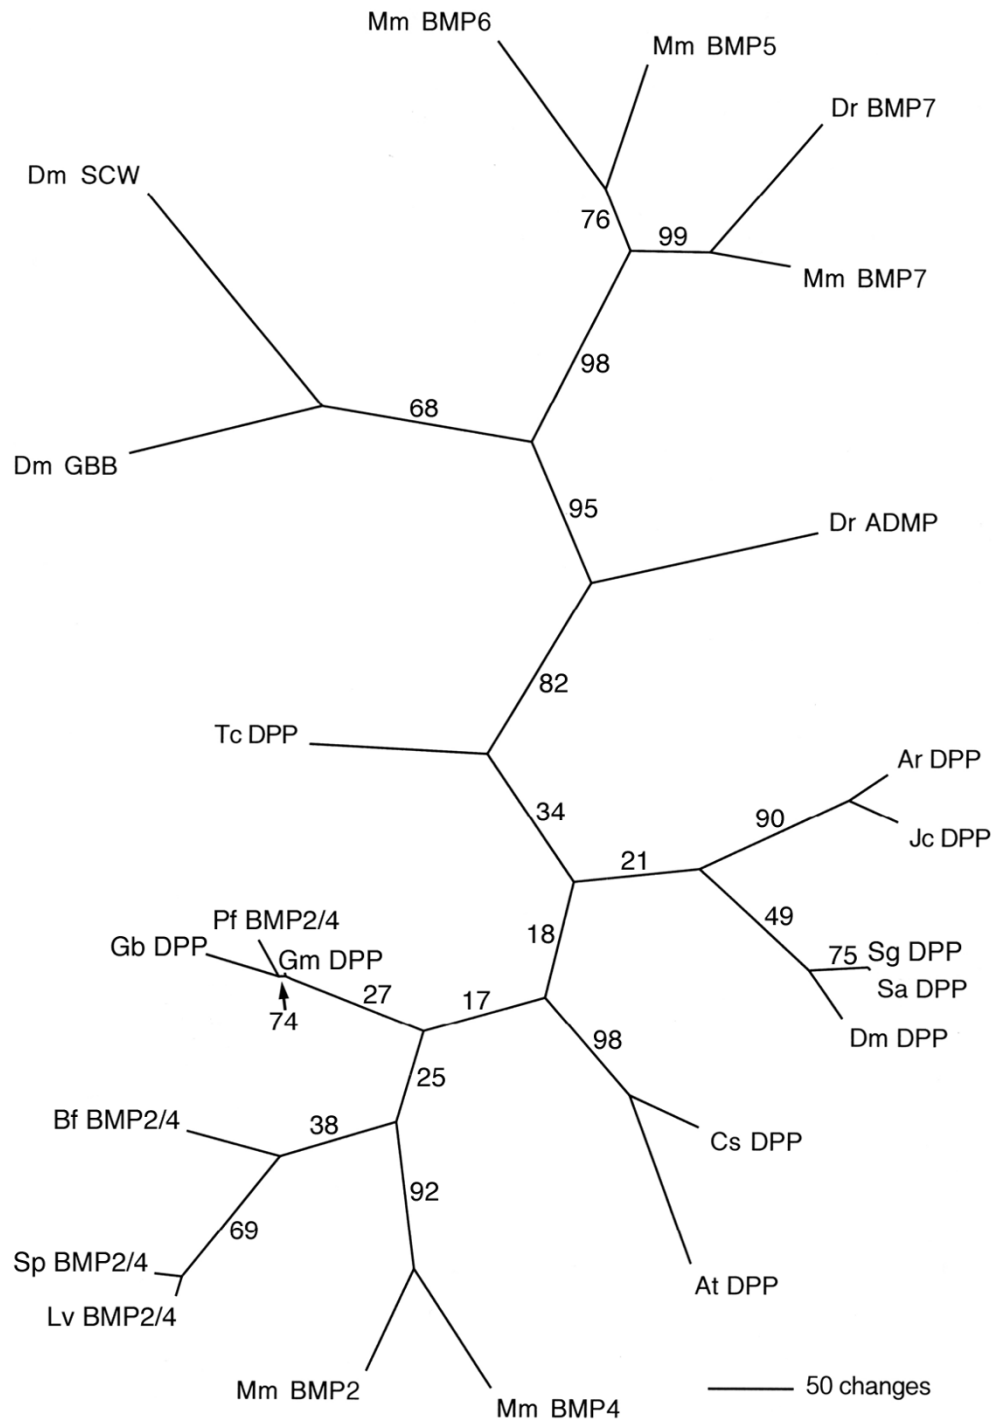 Mm BMP6
Mm BMP5
Dr BMP7
Dm SCW
76
99
Mm BMP7
98
68
Dm GBB
95
Dr ADMP
82
Tc DPP
Ar DPP
34
90
Jc DPP
21
Pf BMP2/4
49
Gb DPP
18
Gm DPP
75
Sg DPP
Sa DPP
27
17
74
Dm DPP
98
25
Bf BMP2/4
38
Cs DPP
92
69
Sp BMP2/4
At DPP
Lv BMP2/4
Mm BMP2
50 changes
Mm BMP4